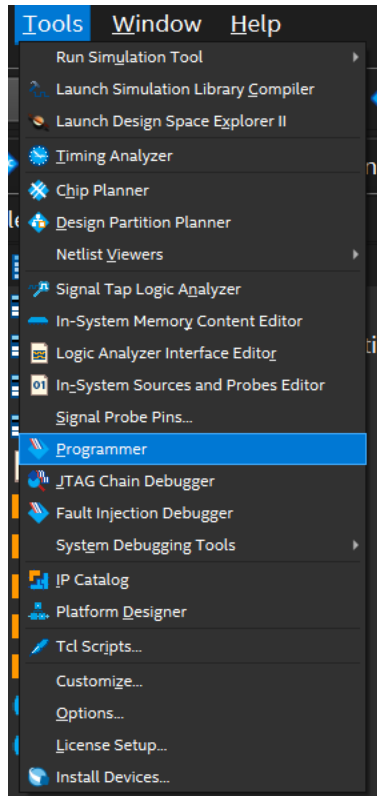 Tools Window Help
Run Simulation Tool
Launch Simulation Library Compiler
Launch Design Space Explorer II
Timing Analyzer
Chip Planner
Design Partition Planner
Netlist Viewers
Signal Tap Logic Analyzer
In-System Memory Content Editor
Logic Analyzer Interface Editor
In-System Sources and Probes Editor
Signal Probe Pins...
Programmer
JTAG Chain Debugger
Fault Injection Debugger
System Debugging Tools
IP Catalog
Platform Designer
Tcl Scripts...
Customize...
Options...
License Setup...
Install Devices...